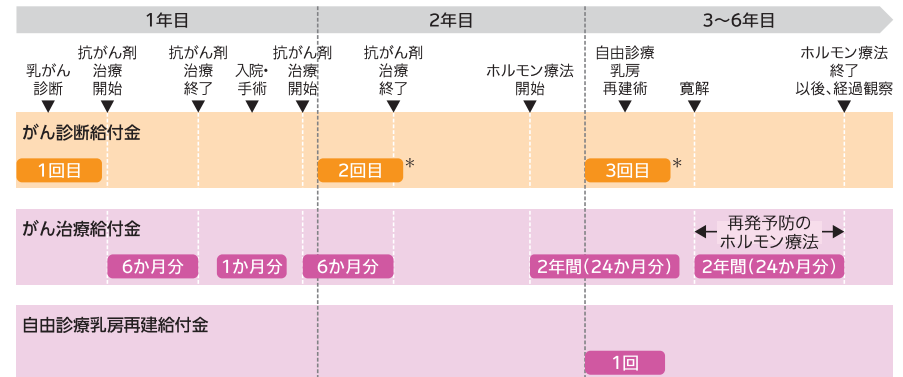 1年目
2年目
3〜6年目
乳がん
診断
抗がん剤
治療
開始
抗がん剤
治療
終了
入院・
手術
抗がん剤
治療
開始
抗がん剤
治療
終了
ホルモン療法
開始
自由診療
乳房
再建術
寛解
ホルモン療法
終了
以後、経過観察
がん診断給付金
1回目
2回目 *
3回目 *
がん治療給付金
再発予防の
ホルモン療法
6か月分
1か月分
6か月分
2年間(24か月分)
2年間(24か月分)
自由診療乳房再建給付金
1回